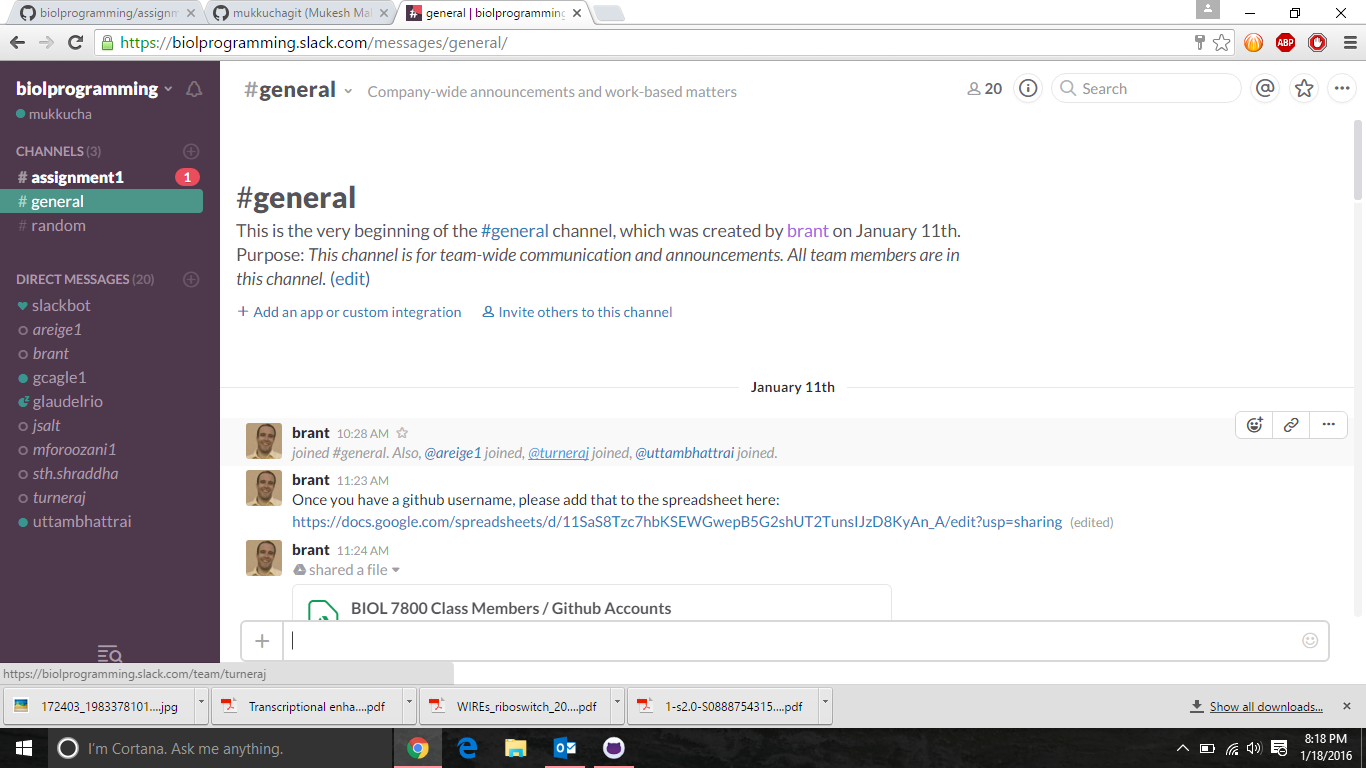 biolprogramming/assignm
mukkuchagit (Mukesh Mal
general | biolprogramming
https://biolprogramming.slack.com/messages/general/
ABP
biolprogramming
mukkucha
CHANNELS (3)
# assignment1 1
# general
# random
DIRECT MESSAGES (20)
slackbot
areige1
brant
gcagle1
glaudelrio
jsalt
mforoozani1
sth.shraddha
turneraj
uttambhattrai
#general
Company-wide announcements and work-based matters
20
Search
#general
This is the very beginning of the #general channel, which was created by brant on January 11th.
Purpose: This channel is for team-wide communication and announcements. All team members are in
this channel. (edit)
+ Add an app or custom integration
Invite others to this channel
January 11th
brant 10:28 AM
joined #general. Also, @areige1 joined, @turneraj joined, @uttambhattrai joined.
brant 11:23 AM
Once you have a github username, please add that to the spreadsheet here:
https://docs.google.com/spreadsheets/d/11SaS8Tzc7hbKSEWGwepB5G2shUT2TunsIJzD8KyAn_A/edit?usp=sharing (edited)
brant 11:24 AM
shared a file
BIOL 7800 Class Members / Github Accounts
https://biolprogramming.slack.com/team/turneraj
172403_1983378101....jpg
Transcriptional enha....pdf
WIREs_riboswitch_20....pdf
1-s2.0-S0888754315....pdf
Show all downloads...
I'm Cortana. Ask me anything.
8:18 PM
1/18/2016